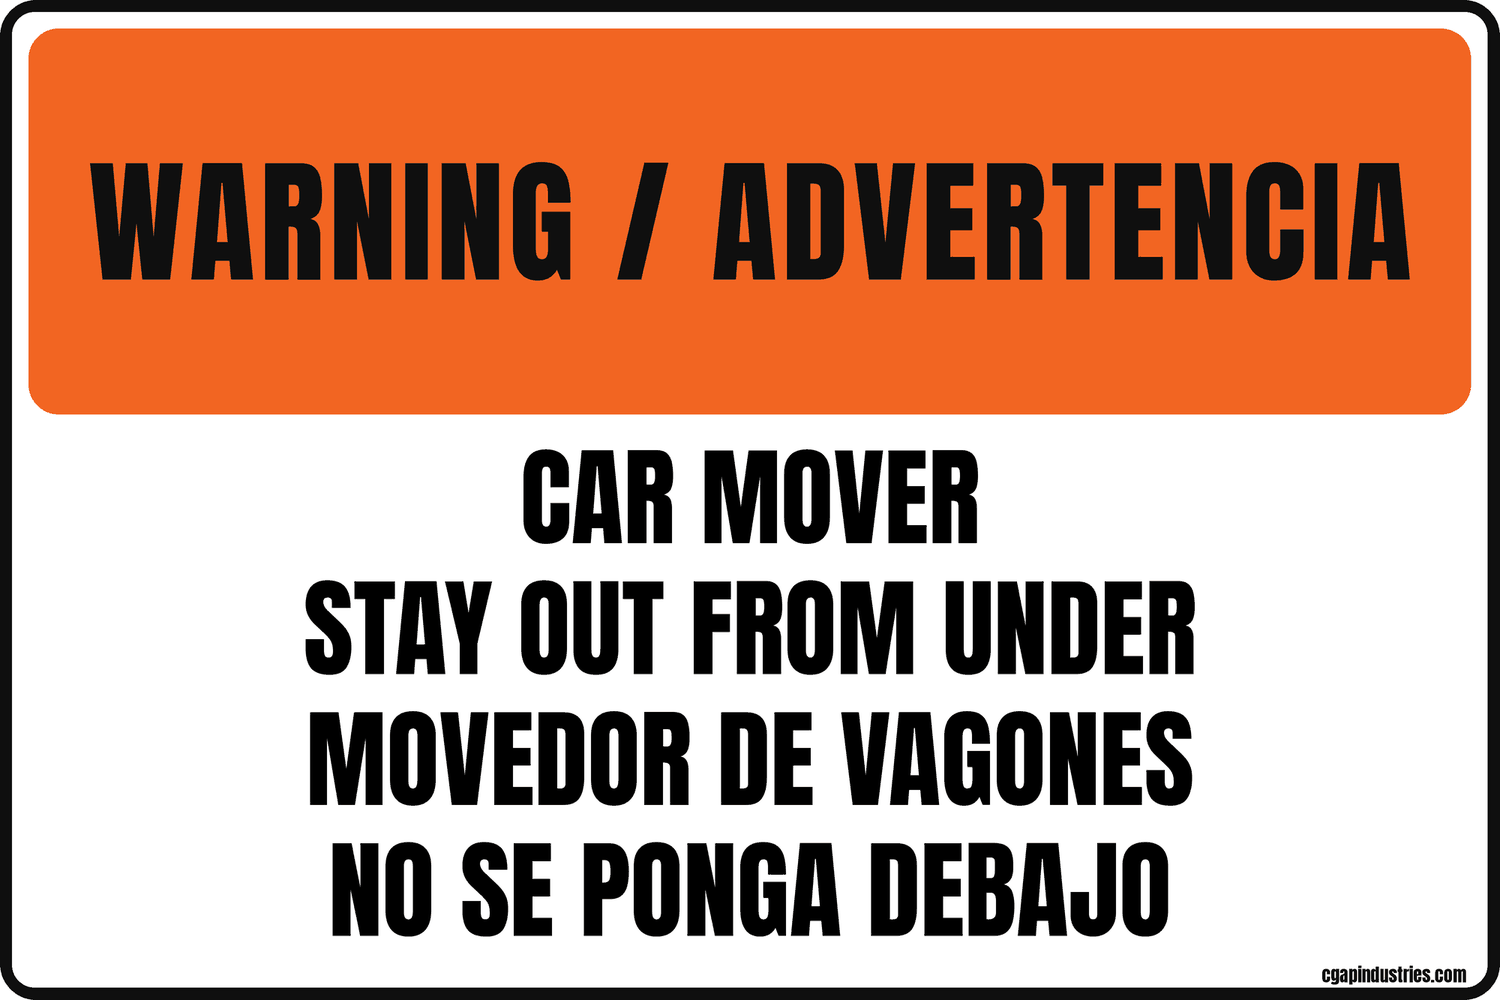 WARNING / ADVERTENCIA
CAR MOVER
STAY OUT FROM UNDER
MOVEDOR DE VAGONES
NO SE PONGA DEBAJO
cgapindustries.com